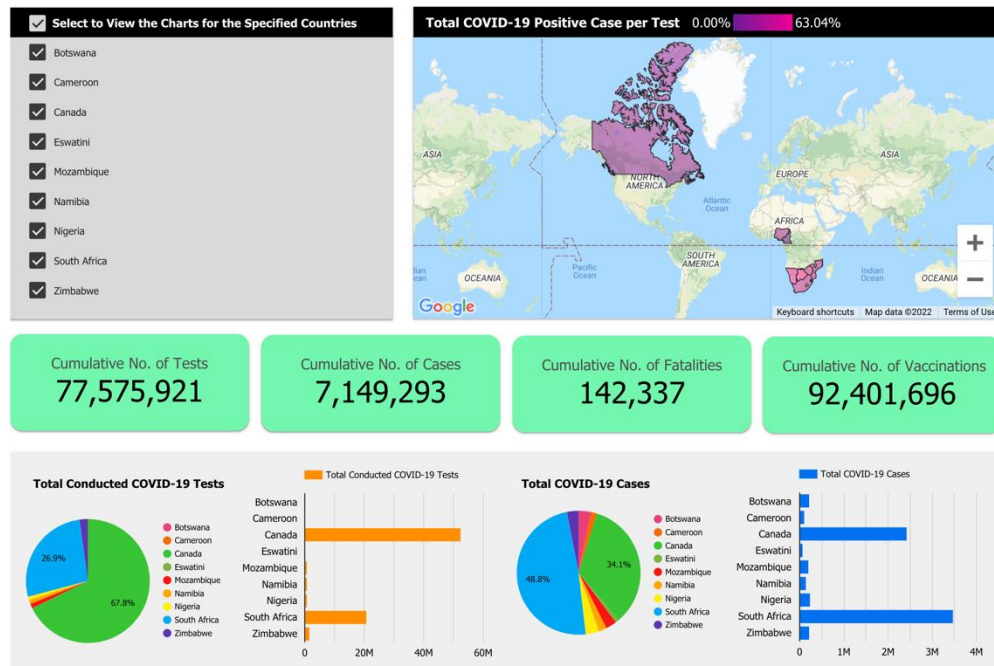 Select to View the Charts for the Specified Countries
Botswana
Cameroon
Canada
Eswatini
Mozambique
Namibia
Nigeria
South Africa
Zimbabwe
Total COVID-19 Positive Case per Test 0.00% 63.04%
ASIA
NORTH
AMERICA
Atlantic
Ocean
EUROPE
ASIA
AFRICA
SOUTH
AMERICA
Pacific
Ocean
OCEANIA
Indian
Ocean
OCEANIA
Google
Keyboard shortcuts Map data ©2022 Terms of Use
Cumulative No. of Tests
77,575,921
Cumulative No. of Cases
7,149,293
Cumulative No. of Fatalities
142,337
Cumulative No. of Vaccinations
92,401,696
Total Conducted COVID-19 Tests
26.9%
67.8%
Botswana
Cameroon
Canada
Eswatini
Mozambique
Namibia
Nigeria
South Africa
Zimbabwe
Total Conducted COVID-19 Tests
Botswana
Cameroon
Canada
Eswatini
Mozambique
Namibia
Nigeria
South Africa
Zimbabwe
0 20M 40M 60M
Total COVID-19 Cases
34.1%
48.8%
Botswana
Cameroon
Canada
Eswatini
Mozambique
Namibia
Nigeria
South Africa
Zimbabwe
Total COVID-19 Cases
Botswana
Cameroon
Canada
Eswatini
Mozambique
Namibia
Nigeria
South Africa
Zimbabwe
0 1M 2M 3M 4M